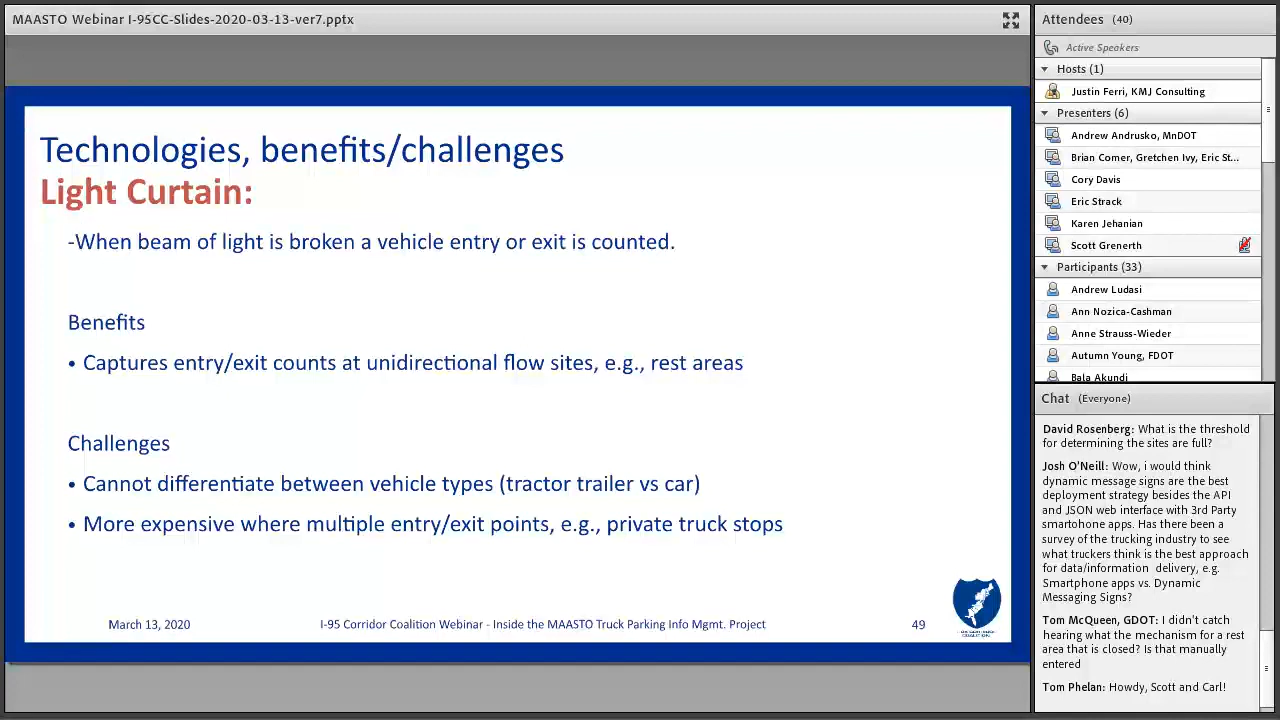 MAASTO Webinar I-95CC-Slides-2020-03-13-ver7.pptx
Technologies, benefits/challenges
Light Curtain:
-When beam of light is broken a vehicle entry or exit is counted.
Benefits
• Captures entry/exit counts at unidirectional flow sites, e.g., rest areas
Challenges
• Cannot differentiate between vehicle types (tractor trailer vs car)
• More expensive where multiple entry/exit points, e.g., private truck stops
March 13, 2020
I-95 Corridor Coalition Webinar - Inside the MAASTO Truck Parking Info Mgmt. Project
49
Attendees (40)
Active Speakers
Hosts (1)
Justin Ferri, KMJ Consulting
Presenters (6)
Andrew Andrusko, MnDOT
Brian Comer, Gretchen Ivy, Eric St...
Cory Davis
Eric Strack
Karen Jehanian
Scott Grenerth
Participants (33)
Andrew Ludasi
Ann Nozica-Cashman
Anne Strauss-Wieder
Autumn Young, FDOT
Bala Akundi
Chat (Everyone)
David Rosenberg: What is the threshold
for determining the sites are full?
Josh O'Neill: Wow, i would think
dynamic message signs are the best
deployment strategy besides the API
and JSON web interface with 3rd Party
smartohone apps. Has there been a
survey of the trucking industry to see
what truckers think is the best approach
for data/information delivery, e.g.
Smartphone apps vs. Dynamic
Messaging Signs?
Tom McQueen, GDOT: I didn't catch
hearing what the mechanism for a rest
area that is closed? Is that manually
entered
Tom Phelan: Howdy, Scott and Carl!